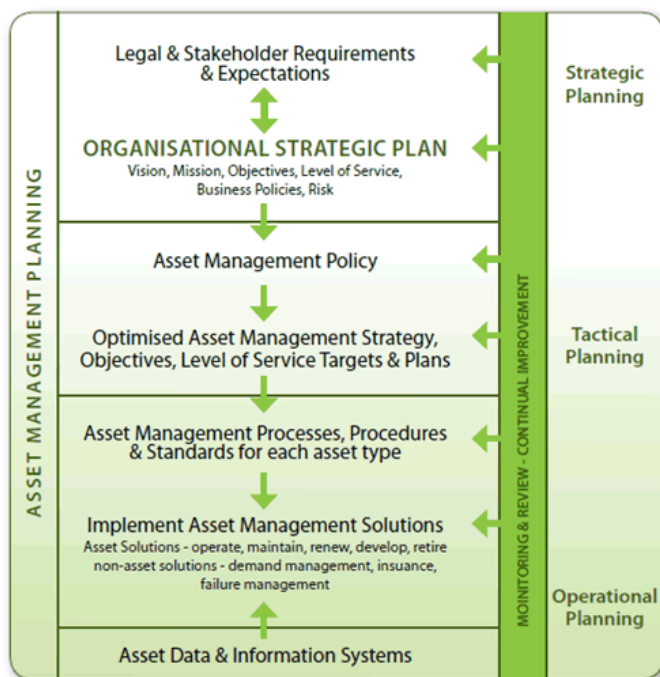 ASSET MANAGEMENT PLANNING
Legal & Stakeholder Requirements
& Expectations
ORGANISATIONAL STRATEGIC PLAN
Vision, Mission, Objectives, Level of Service,
Business Policies, Risk
Asset Management Policy
Optimised Asset Management Strategy,
Objectives, Level of Service Targets & Plans
Asset Management Processes, Procedures
& Standards for each asset type
Implement Asset Management Solutions
Asset Solutions - operate, maintain, renew, develop, retire
non-asset solutions - demand management, insuance,
failure management
Asset Data & Information Systems
MOINITORING & REVIEW - CONTINUAL IMPROVEMENT
Strategic
Planning
Tactical
Planning
Operational
Planning